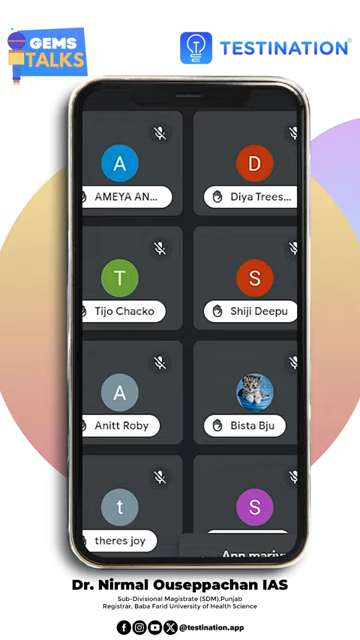 GEMS
TALKS
TESTINATION
A
AMEYA AN...
D
Diya Trees...
T
Tijo Chacko
S
Shiji Deepu
A
Anitt Roby
Bista Bju
t
theres joy
S
Dr. Nirmal Ouseppachan IAS
Sub-Divisional Magistrate (SDM),Punjab
Registrar, Baba Farid University of Health Science
@testination.app